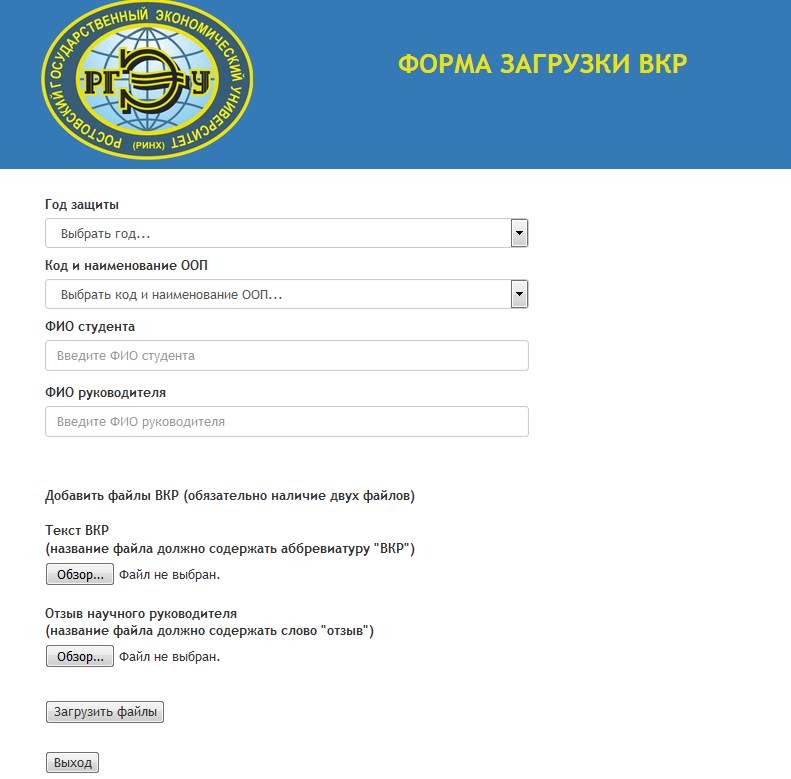 РОСТОВСКИЙ ГОСУДАРСТВЕННЫЙ ЭКОНОМИЧЕСКИЙ УНИВЕРСИТЕТ
(РИНХ)
РГЭУ
ФОРМА ЗАГРУЗКИ ВКР
Год защиты
Выбрать год...
Код и наименование ООП
Выбрать код и наименование ООП...
ФИО студента
Введите ФИО студента
ФИО руководителя
Введите ФИО руководителя
Добавить файлы ВКР (обязательно наличие двух файлов)
Текст ВКР
(название файла должно содержать аббревиатуру "ВКР")
Обзор... Файл не выбран.
Отзыв научного руководителя
(название файла должно содержать слово "отзыв")
Обзор... Файл не выбран.
Загрузить файлы
Выход